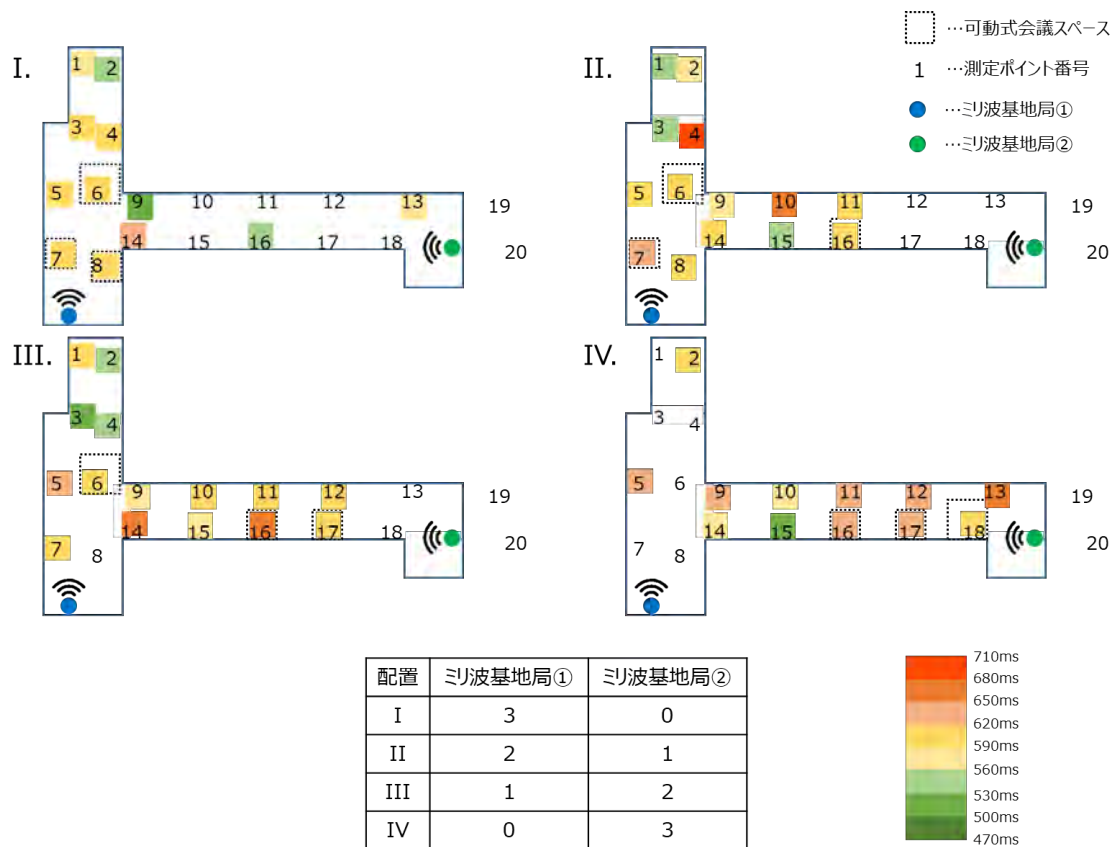 …可動式会議スペース
1 …測定ポイント番号
…ミリ波基地局①
…ミリ波基地局②
I.
1 2
3 4
5 6
9 10 11 12 13 19
14 15 16 17 18 20
7 8
II.
1 2
3 4
5 6
9 10 11 12 13 19
14 15 16 17 18 20
7 8
III.
1 2
3 4
5 6
9 10 11 12 13 19
14 15 16 17 18 20
7 8
IV.
1 2
3 4
5 6
9 10 11 12 13 19
14 15 16 17 18 20
7 8
配置 ミリ波基地局① ミリ波基地局②
I 3 0
II 2 1
III 1 2
IV 0 3
710ms
680ms
650ms
620ms
590ms
560ms
530ms
500ms
470ms